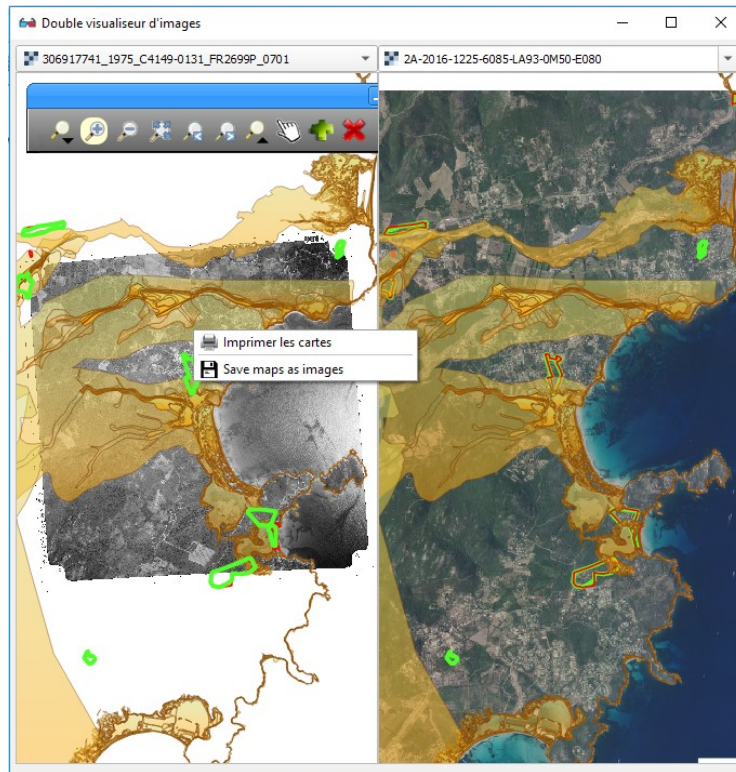 Double visualiseur d'images
306917741_1975_C4149-0131_FR2699P_0701
2A-2016-1225-6085-LA93-0M50-E080
Imprimer les cartes
Save maps as images